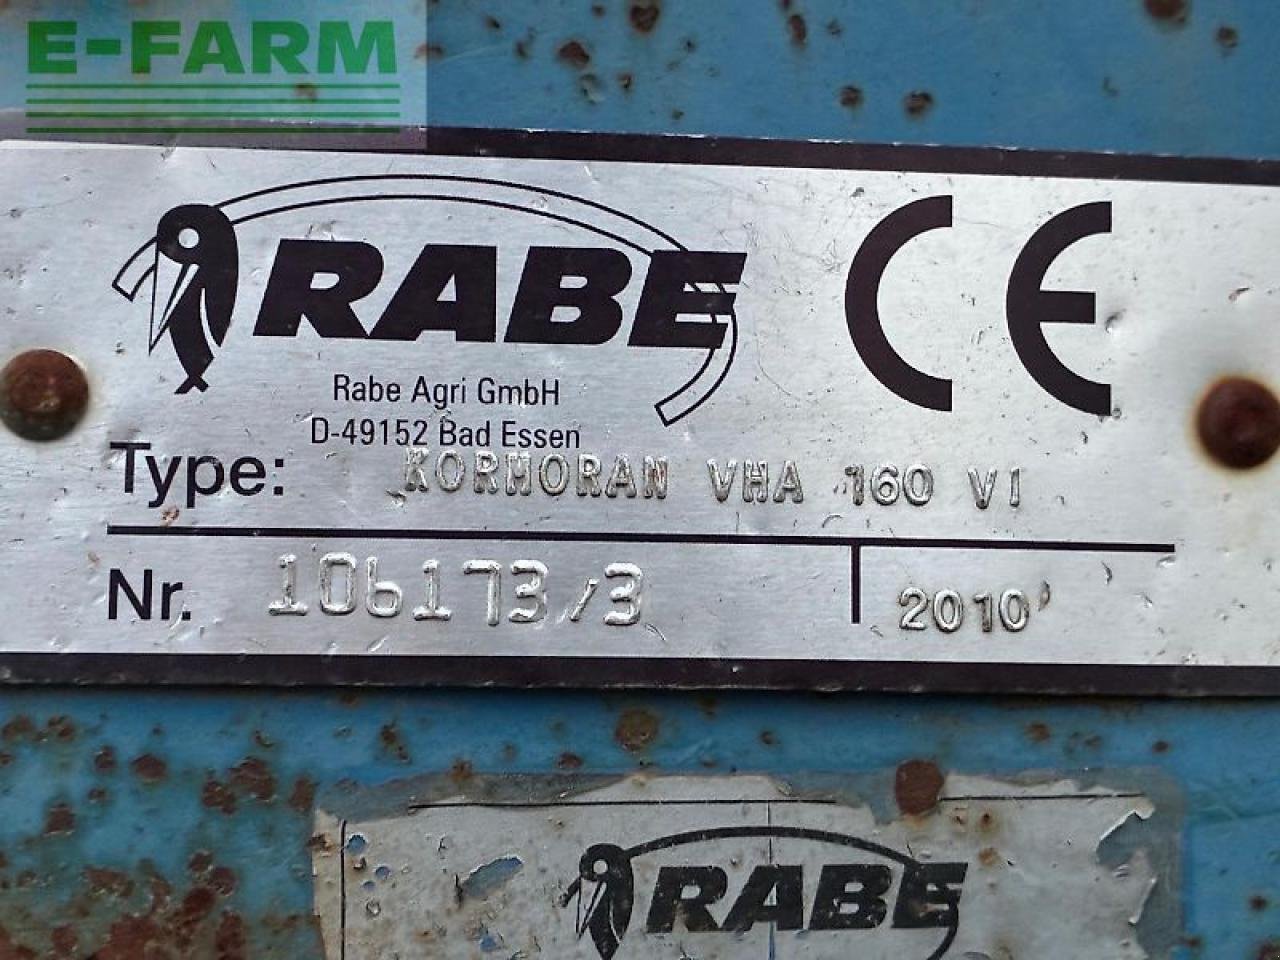 E-FARM
RABE
CE
Rabe Agri GmbH
D-49152 Bad Essen
Type: KORMORAN VHA 160 VI
Nr. 106173/3 2010
RABE